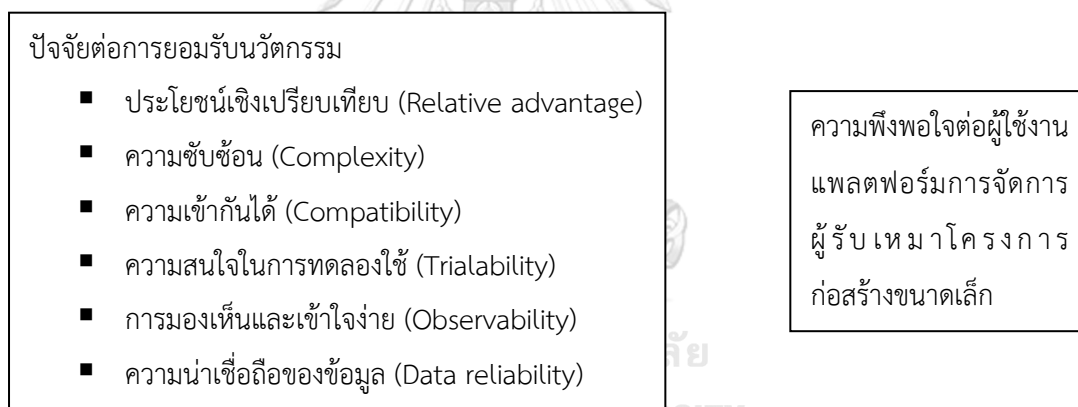 ปัจจัยต่อการยอมรับนวัตกรรม
▪ ประโยชน์เชิงเปรียบเทียบ (Relative advantage)
▪ ความซับซ้อน (Complexity)
▪ ความเข้ากันได้ (Compatibility)
▪ ความสนใจในการทดลองใช้ (Trialability)
▪ การมองเห็นและเข้าใจง่าย (Observability)
▪ ความน่าเชื่อถือของข้อมูล (Data reliability)
ความพึงพอใจต่อผู้ใช้งาน
แพลตฟอร์มการจัดการ
ผู้รับเหมาโครงการ
ก่อสร้างขนาดเล็ก